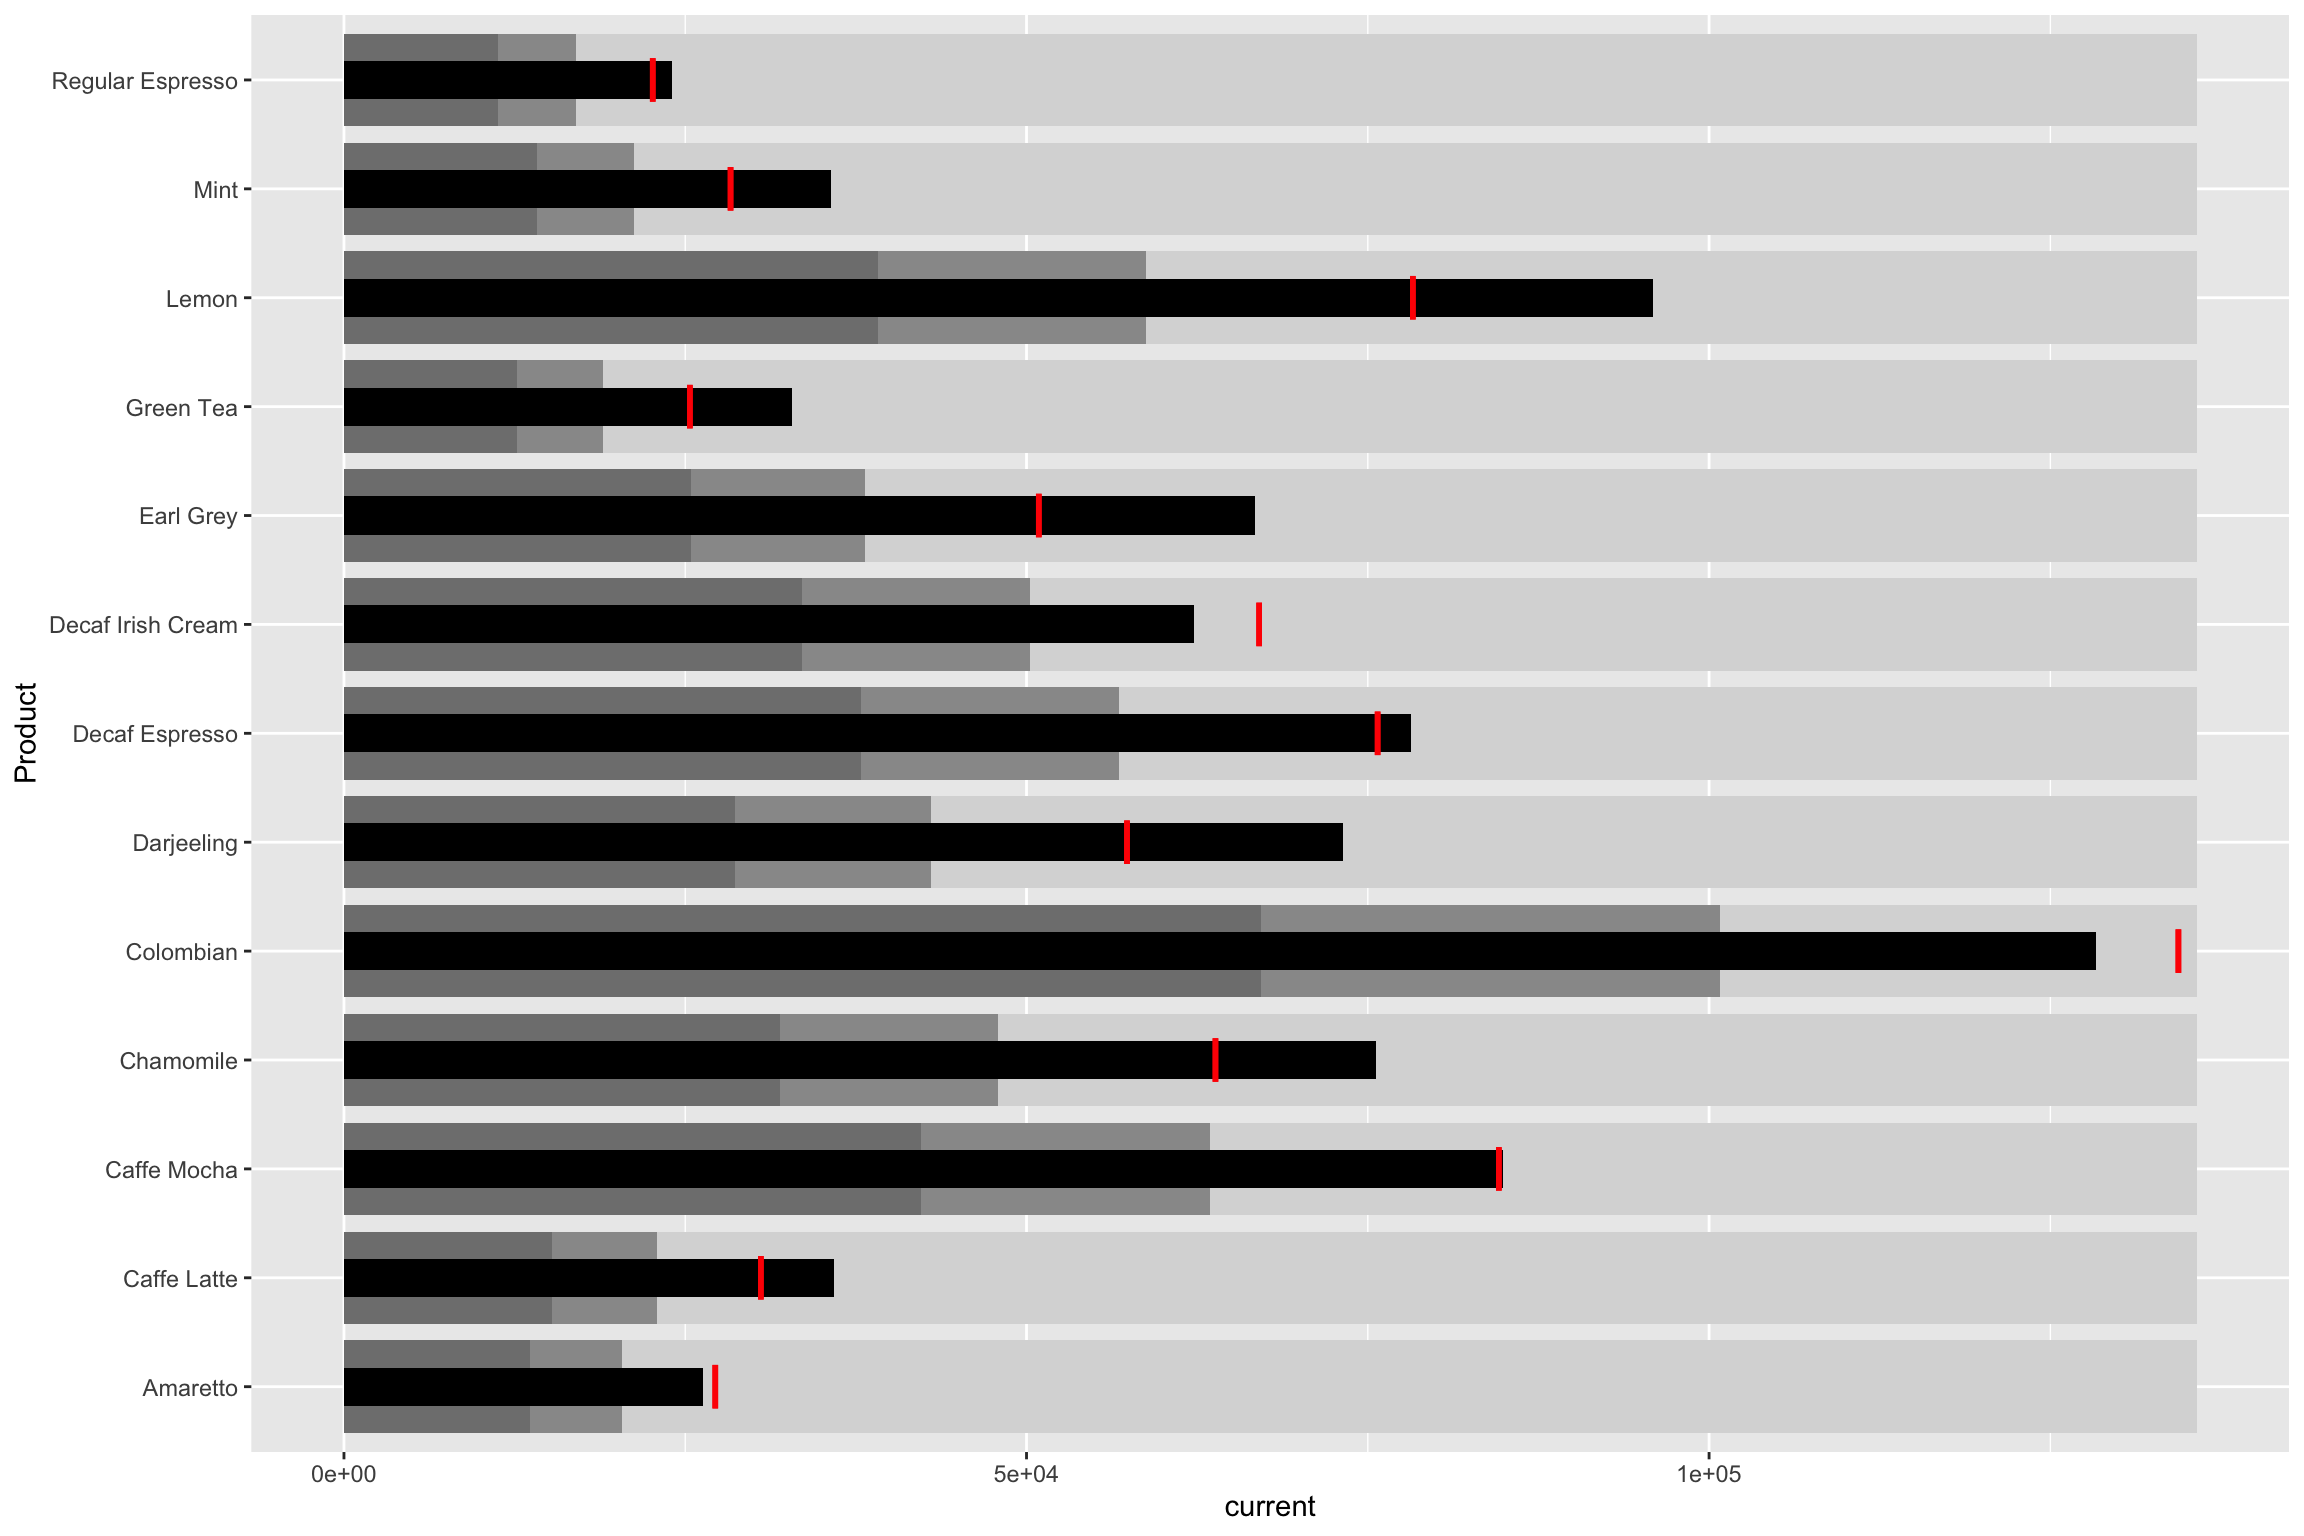 Product
Regular Espresso
Mint
Lemon
Green Tea
Earl Grey
Decaf Irish Cream
Decaf Espresso
Darjeeling
Colombian
Chamomile
Caffe Mocha
Caffe Latte
Amaretto
0e+00 5e+04 1e+05
current